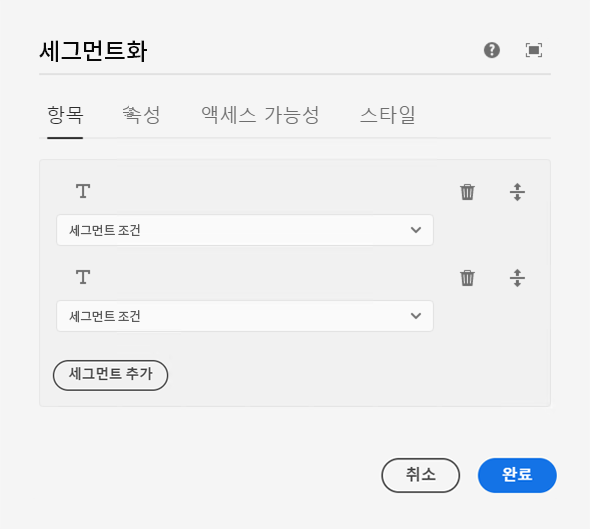 세그먼트화
항목 속성 액세스 가능성 스타일
세그먼트 조건
세그먼트 조건
세그먼트 추가
취소 완료